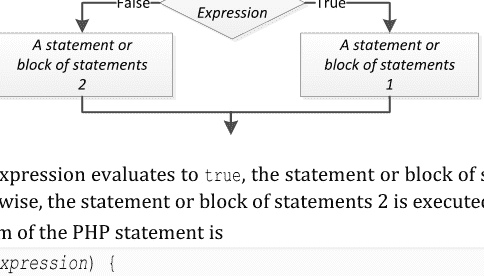 False
Expression
True
A statement or
block of statements
2
A statement or
block of statements
1
expression evaluates to true, the statement or block of s
wise, the statement or block of statements 2 is executed
m of the PHP statement is
xpression) {